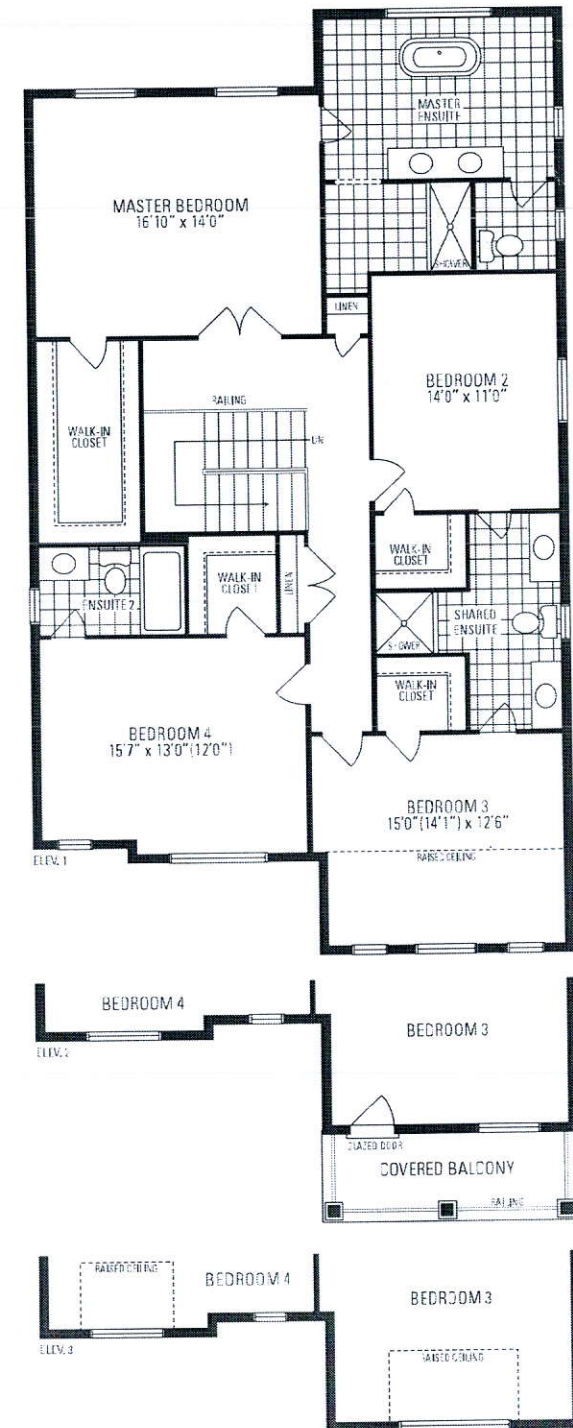 MASTER
ENSUITE
MASTER BEDROOM
16'10" x 14'0"
SHOWER
LINEN
BEDROOM 2
14'0" x 11'0"
RAILING
WALK-IN
CLOSET
WALK-IN
CLOSET
WALK-IN
CLOSET
LINEN
ENSUITE 2
SHARED
ENSUITE
SHOWER
WALK-IN
CLOSET
BEDROOM 4
15'7" x 13'0"(12'0")
BEDROOM 3
15'0"(14'1") x 12'6"
RAISED CEILING
ELEV. 1
BEDROOM 4
BEDROOM 3
ELEV. 2
GLAZED DOOR
COVERED BALCONY
RAILING
RAISED CEILING
BEDROOM 4
BEDROOM 3
ELEV. 3
RAISED CEILING